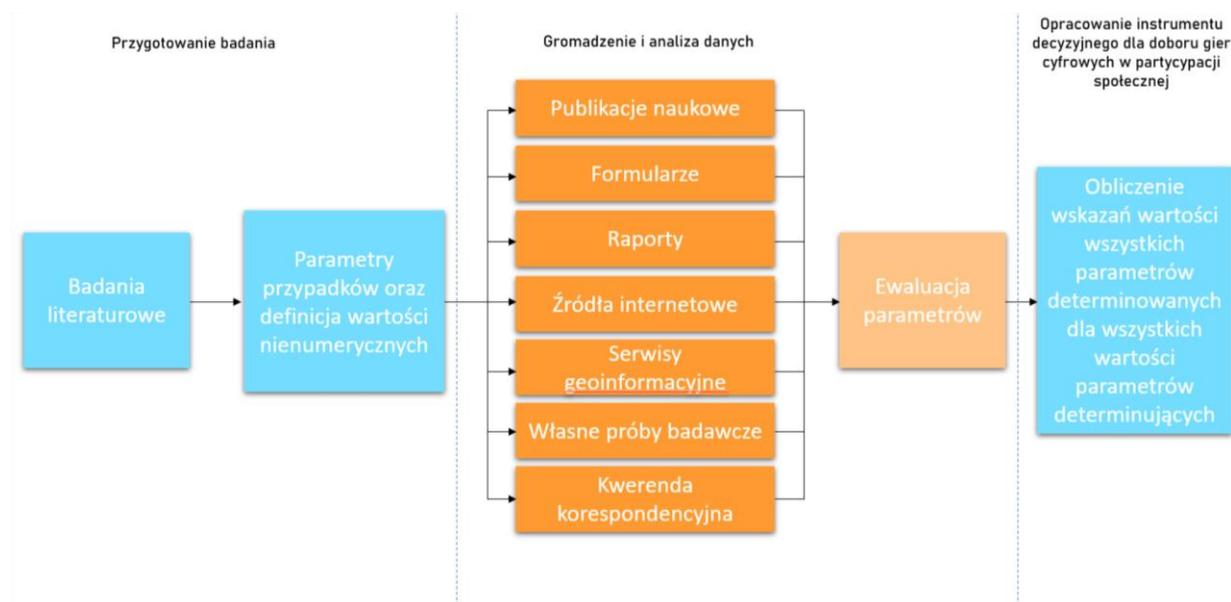 Przygotowanie badania
Gromadzenie i analiza danych
Opracowanie instrumentu
decyzyjnego dla doboru gier
cyfrowych w partycypacji
społecznej
Badania
literaturowe
Parametry
przypadków oraz
definicja wartości
nienumerycznych
Publikacje naukowe
Formularze
Raporty
Źródła internetowe
Serwisy
geoinformacyjne
Własne próby badawcze
Kwerenda
korespondencyjna
Ewaluacja
parametrów
Obliczenie
wskazań wartości
wszystkich
parametrów
determinowanych
dla wszystkich
wartości
parametrów
determinujących